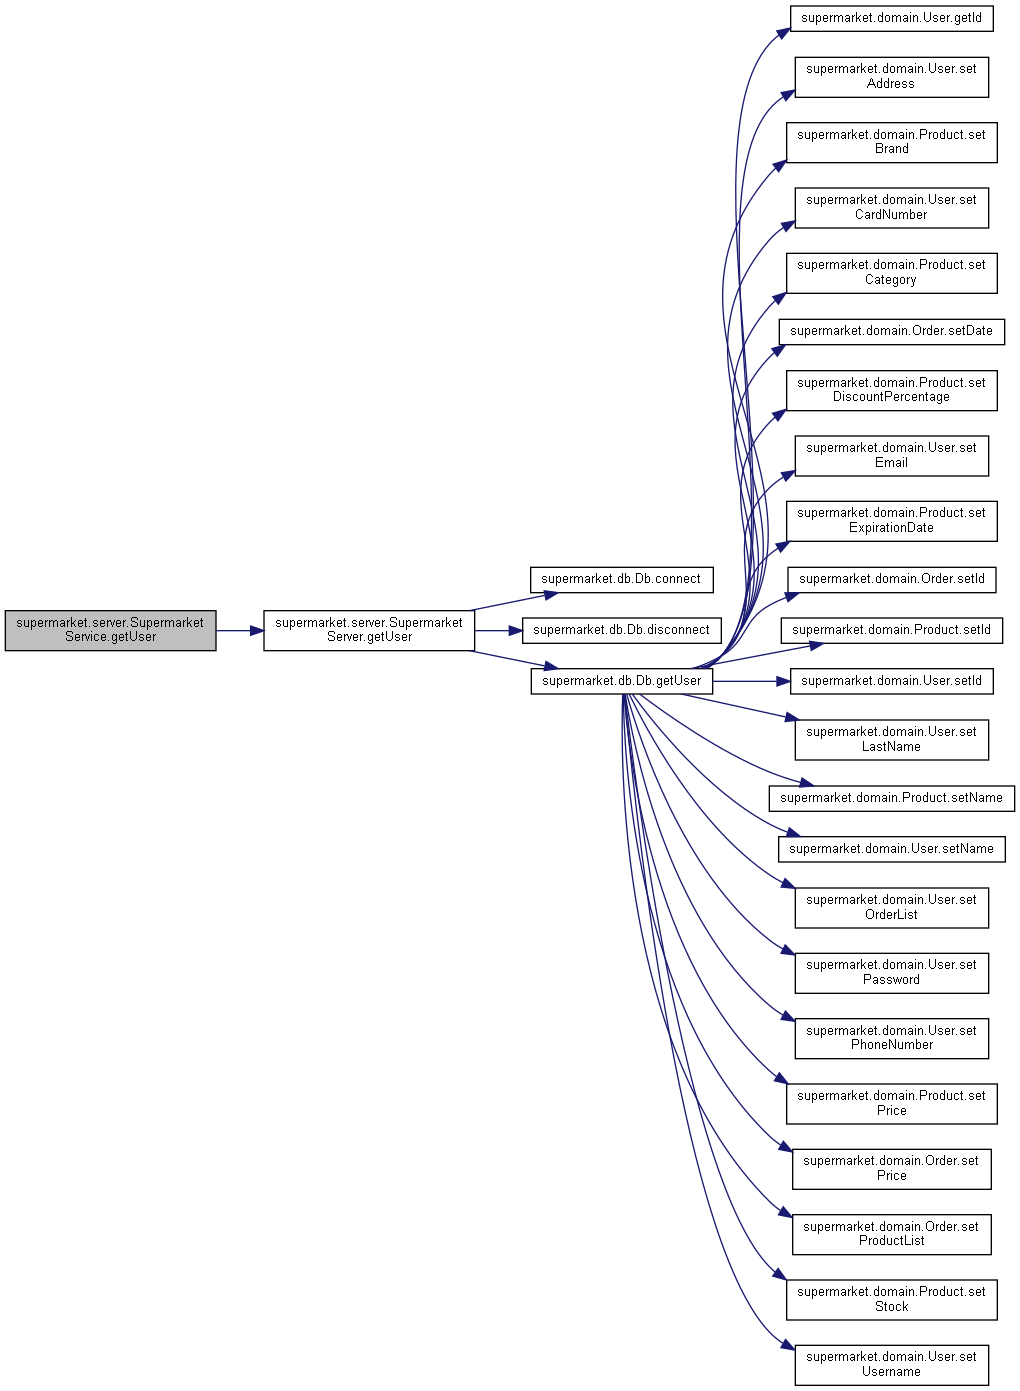 supermarket.server.Supermarket
Service.getUser
supermarket.server.Supermarket
Server.getUser
supermarket.db.Db.connect
supermarket.db.Db.disconnect
supermarket.db.Db.getUser
supermarket.domain.User.getId
supermarket.domain.User.set
Address
supermarket.domain.Product.set
Brand
supermarket.domain.User.set
CardNumber
supermarket.domain.Product.set
Category
supermarket.domain.Order.setDate
supermarket.domain.Product.set
DiscountPercentage
supermarket.domain.User.set
Email
supermarket.domain.Product.set
ExpirationDate
supermarket.domain.Order.setId
supermarket.domain.Product.setId
supermarket.domain.User.setId
supermarket.domain.User.set
LastName
supermarket.domain.Product.setName
supermarket.domain.User.setName
supermarket.domain.User.set
OrderList
supermarket.domain.User.set
Password
supermarket.domain.User.set
PhoneNumber
supermarket.domain.Product.set
Price
supermarket.domain.Order.set
Price
supermarket.domain.Order.set
ProductList
supermarket.domain.Product.set
Stock
supermarket.domain.User.set
Username